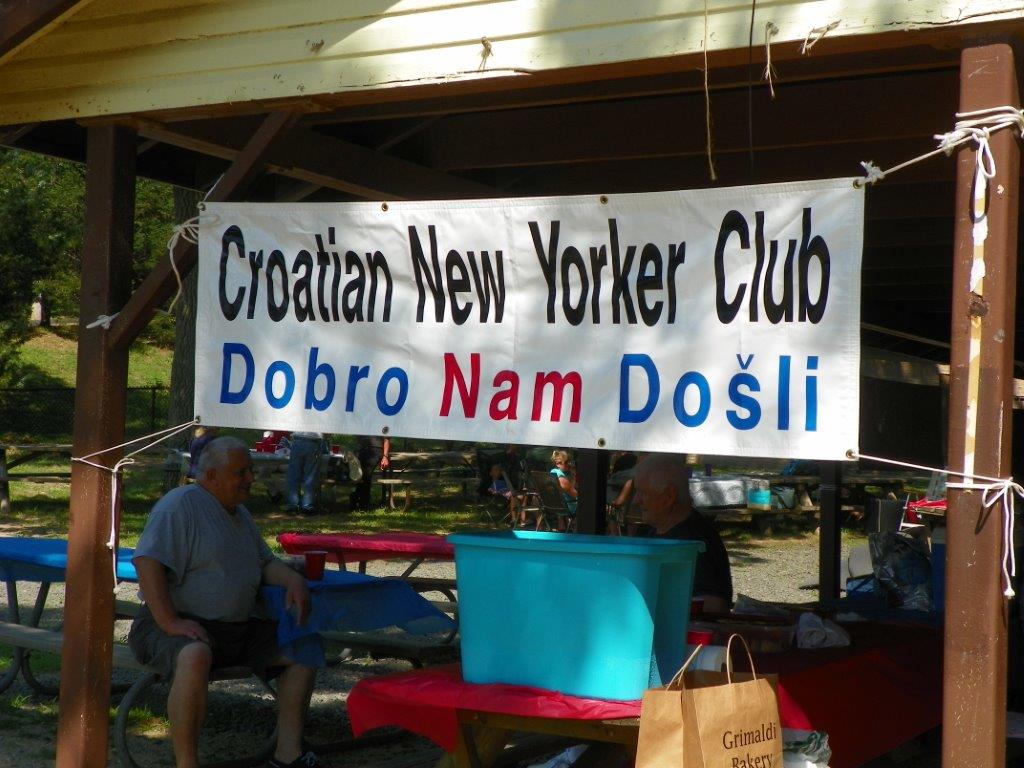 Croatian New Yorker Club
Dobro Nam Došli
Grimaldi
Bakery